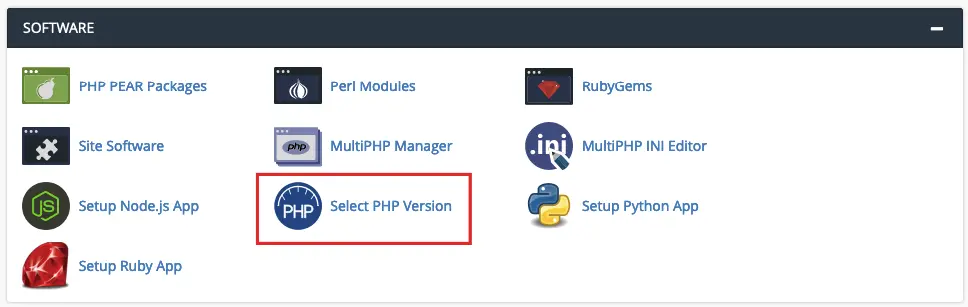 SOFTWARE
PHP PEAR Packages
Perl Modules
RubyGems
Site Software
php
MultiPHP Manager
.ini
MultiPHP INI Editor
JS
Setup Node.js App
PHP
Select PHP Version
Setup Python App
Setup Ruby App